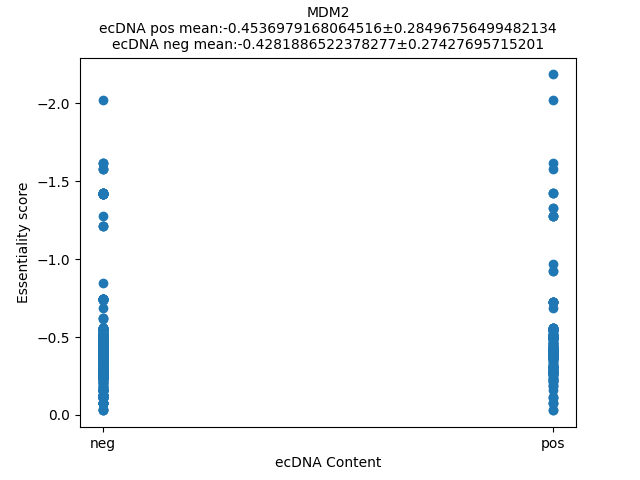 MDM2
ecDNA pos mean:-0.4536979168064516±0.28496756499482134
ecDNA neg mean:-0.4281886522378277±0.27427695715201
−2.0
−1.5
−1.0
−0.5
0.0
Essentiality score
neg
pos
ecDNA Content